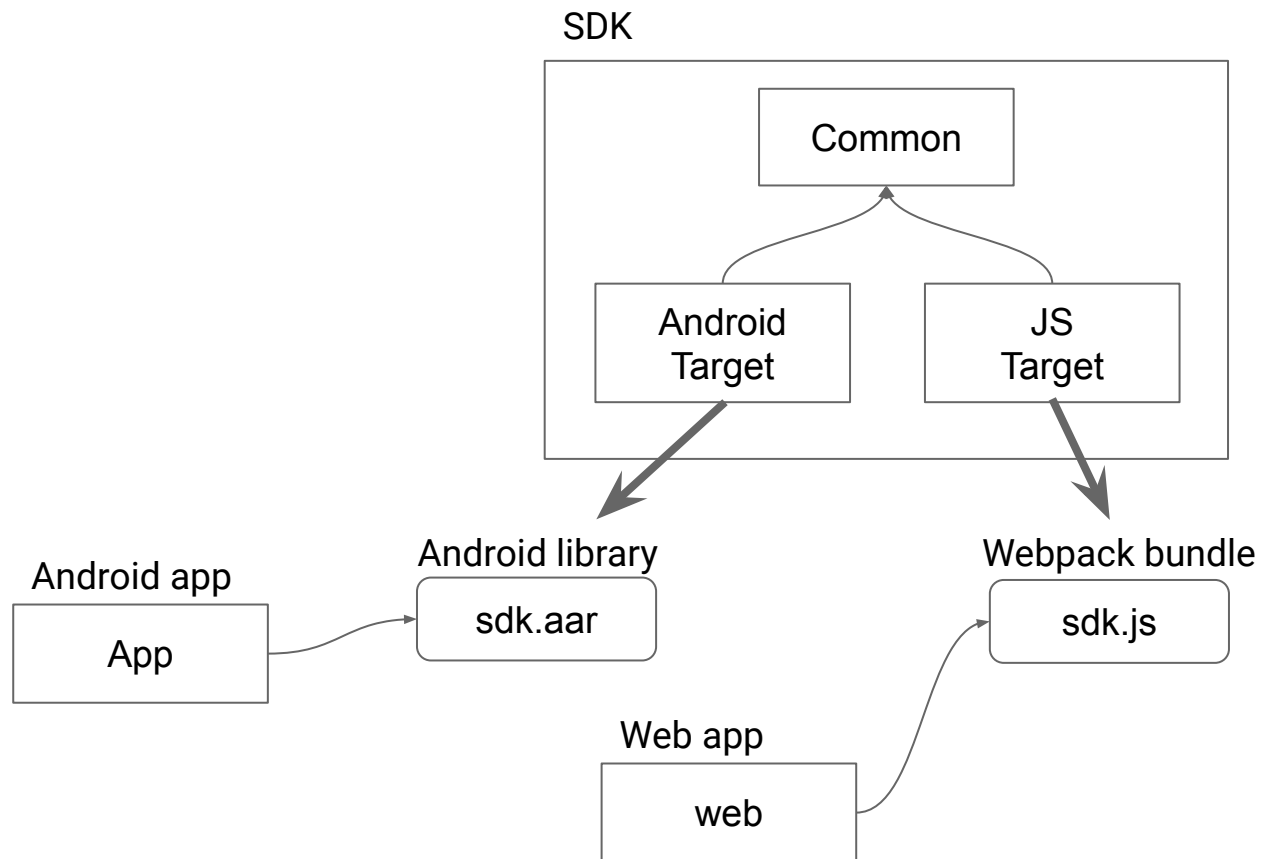 SDK
Common
Android
Target
JS
Target
Android library
sdk.aar
Webpack bundle
sdk.js
Android app
App
Web app
web